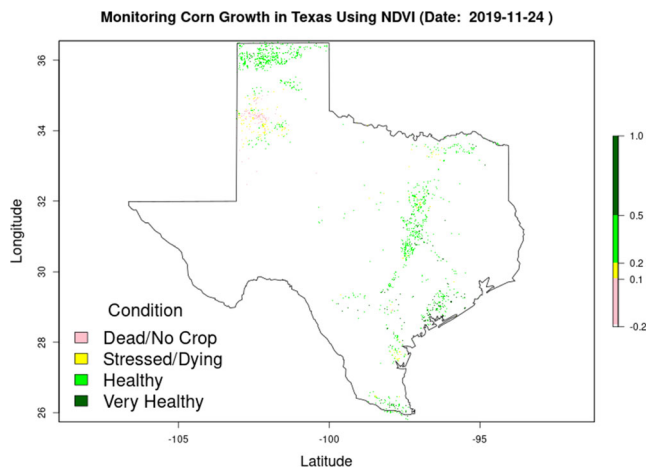 Monitoring Corn Growth in Texas Using NDVI (Date: 2019-11-24 )
36
34
32
30
28
26
Longitude
-105
-100
-95
Latitude
Condition
Dead/No Crop
Stressed/Dying
Healthy
Very Healthy
1.0
0.5
0.2
0.1
-0.2